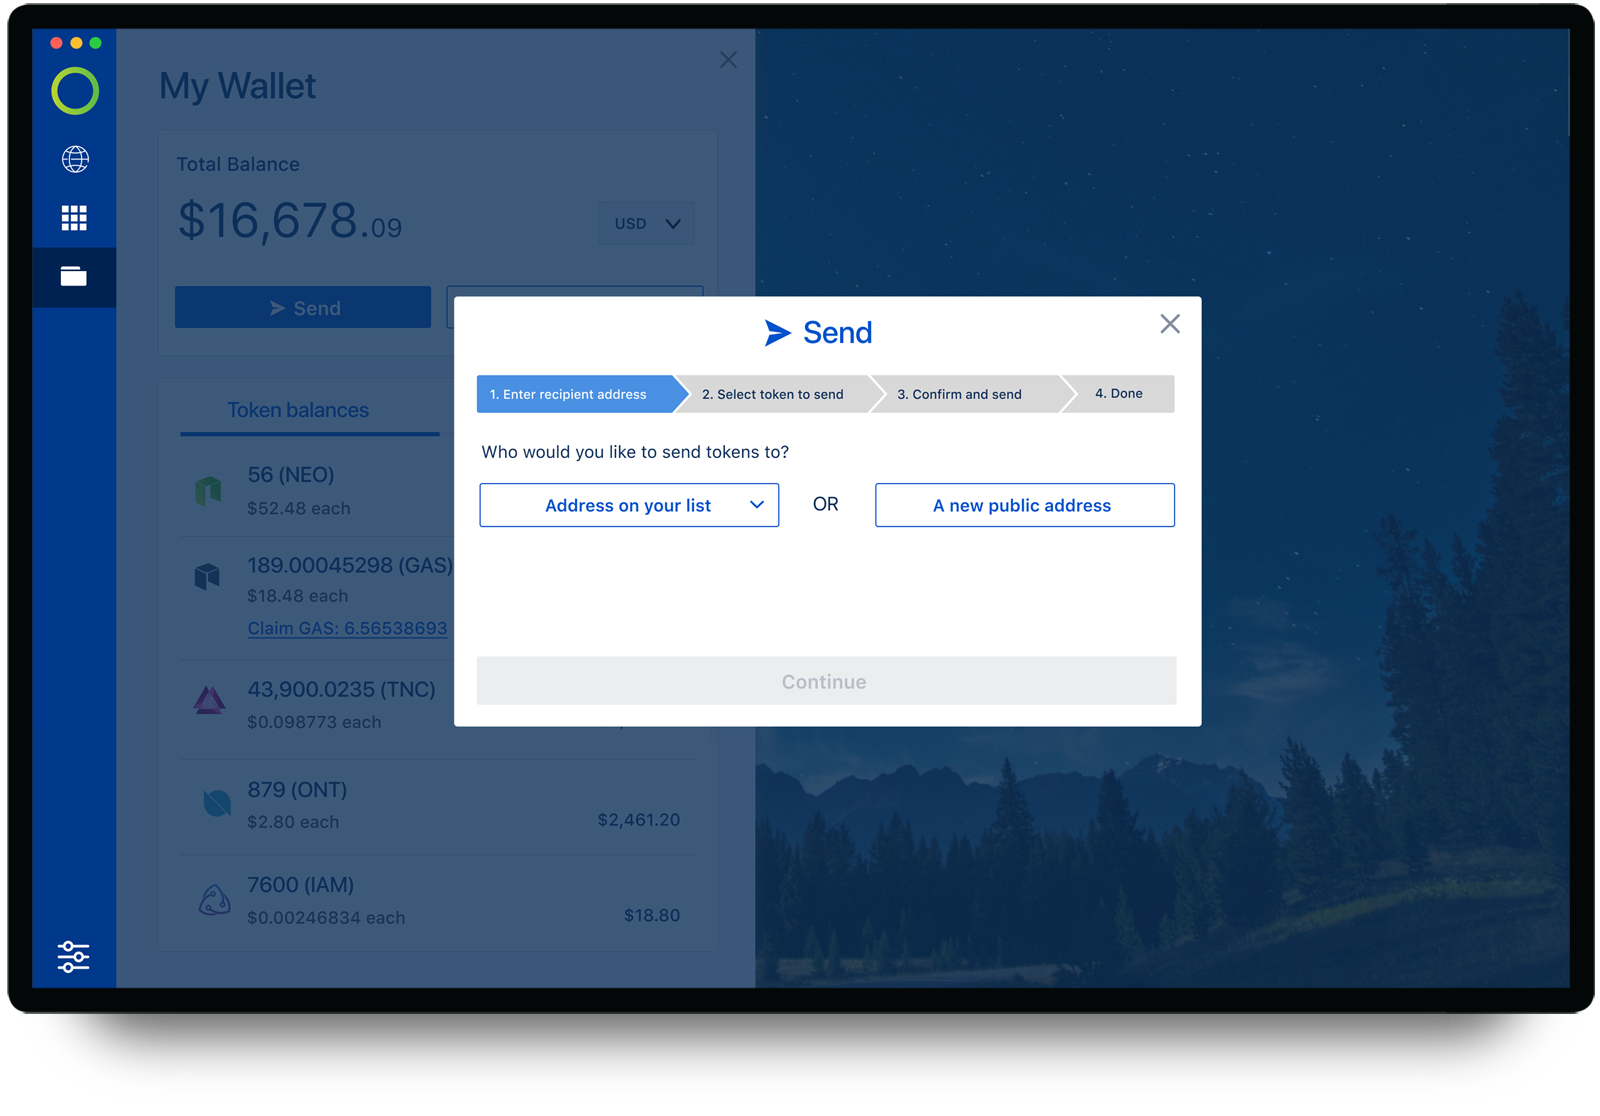 My Wallet
Total Balance
$16,678.09
USD
Send
Token balances
56 (NEO)
$52.48 each
189.00045298 (GAS)
$18.48 each
Claim GAS: 6.56538693
43,900.0235 (TNC)
$0.098773 each
879 (ONT)
$2.80 each
$2,461.20
7600 (IAM)
$0.00246834 each
$18.80
Send
1. Enter recipient address
2. Select token to send
3. Confirm and send
4. Done
Who would you like to send tokens to?
Address on your list
OR
A new public address
Continue